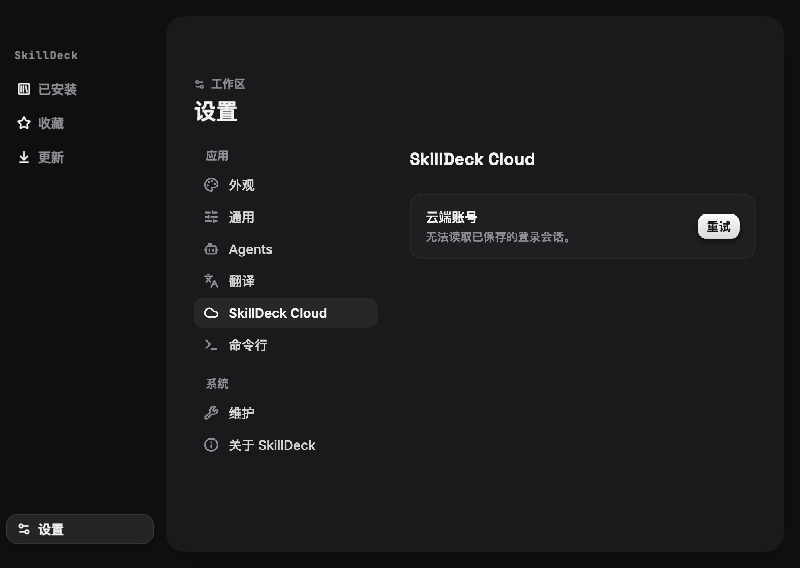 SkillDeck
已安装
收藏
更新
设置
工作区
设置
应用
外观
通用
Agents
翻译
SkillDeck Cloud
命令行
系统
维护
关于 SkillDeck
SkillDeck Cloud
云端账号
无法读取已保存的登录会话。
重试